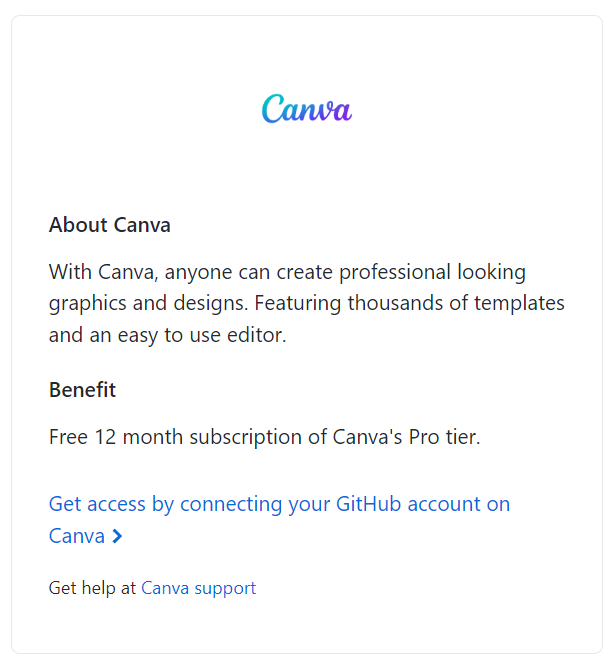 Canva
About Canva
With Canva, anyone can create professional looking
graphics and designs. Featuring thousands of templates
and an easy to use editor.
Benefit
Free 12 month subscription of Canva's Pro tier.
Get access by connecting your GitHub account on
Canva
Get help at Canva support